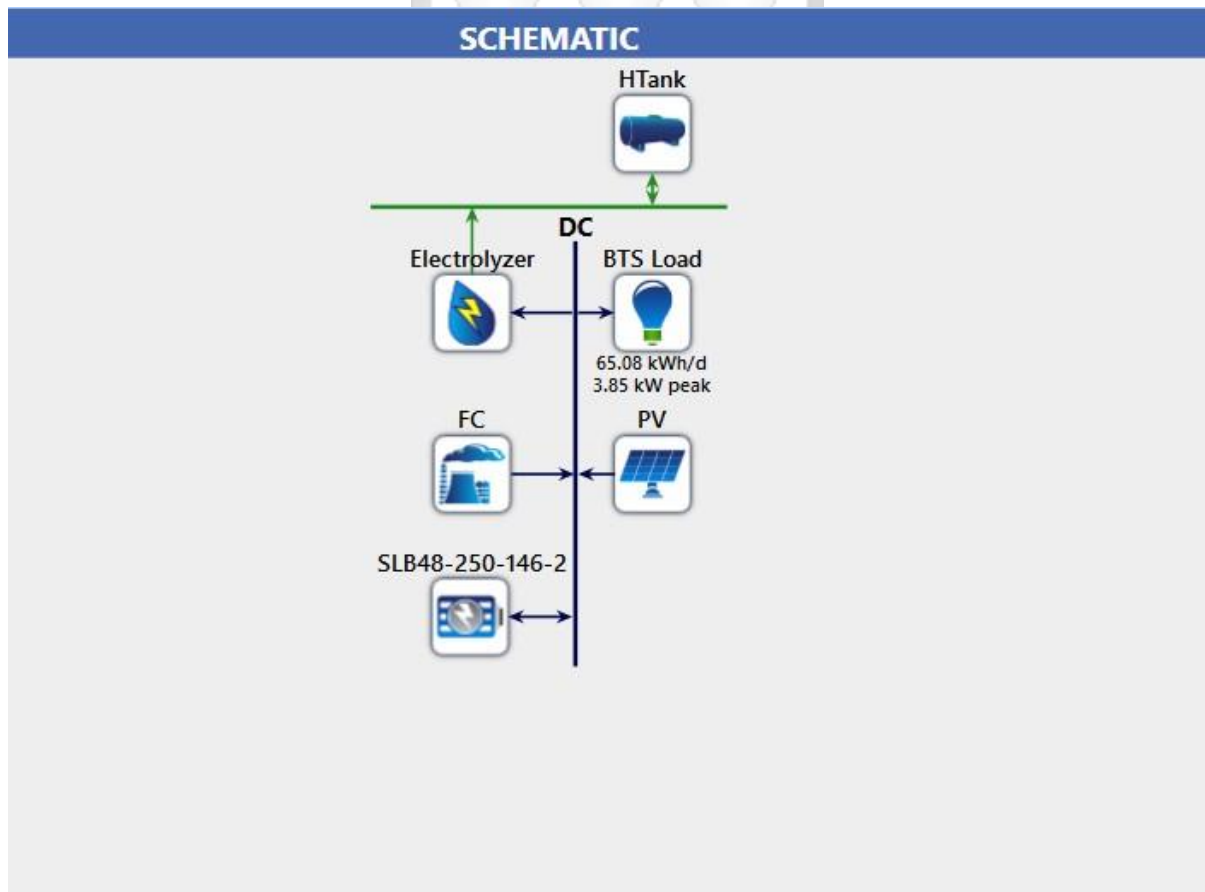 SCHEMATIC
HTank
DC
Electrolyzer
BTS Load
65.08 kWh/d
3.85 kW peak
FC
PV
SLB48-250-146-2